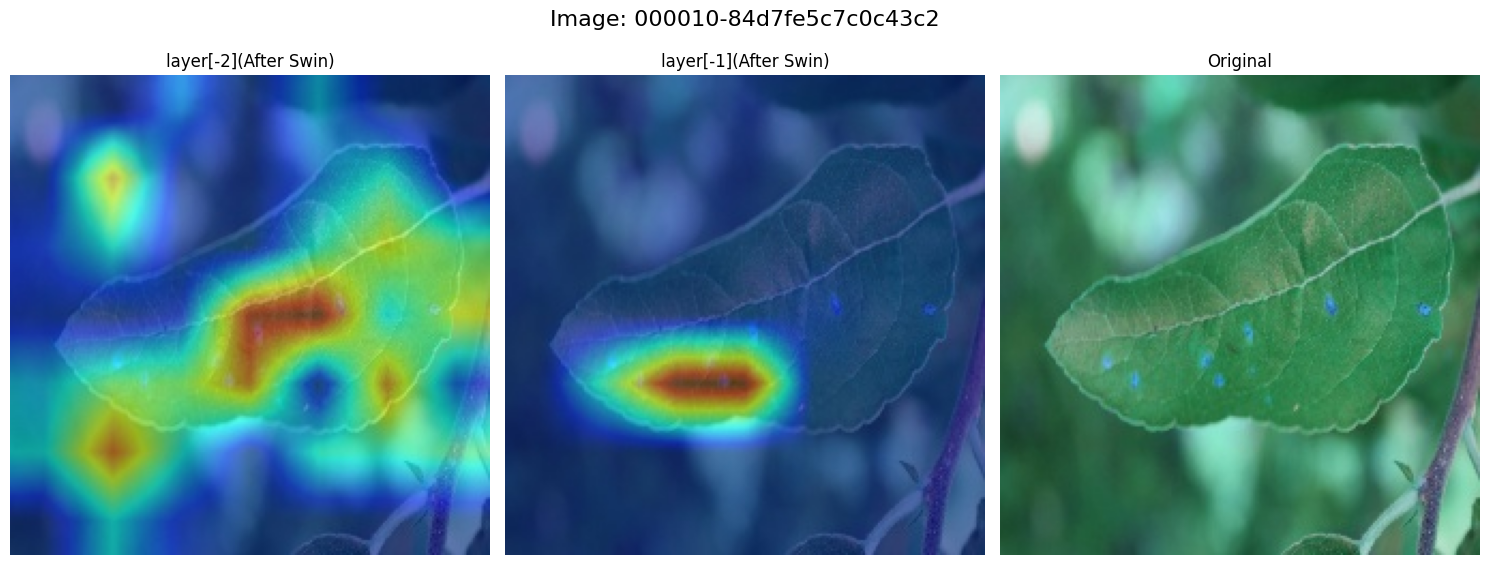 Image: 000010-84d7fe5c7c0c43c2
layer[-2](After Swin)
layer[-1](After Swin)
Original